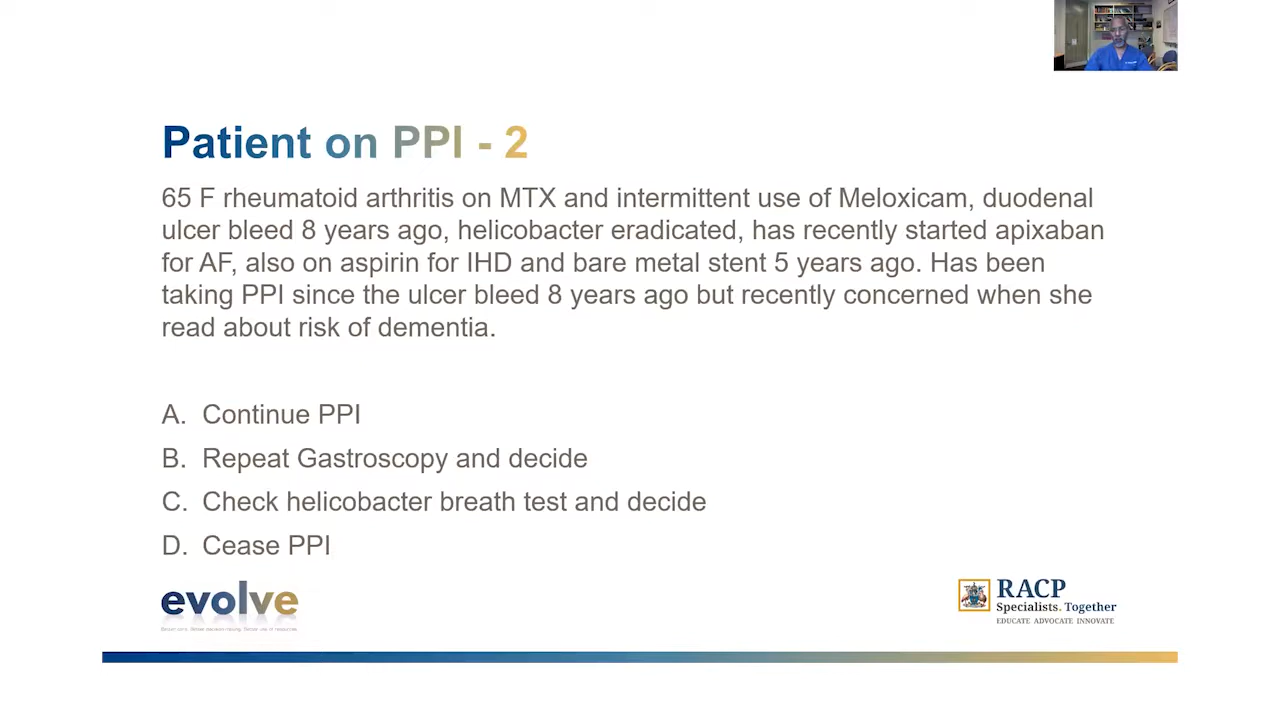 Patient on PPI - 2
65 F rheumatoid arthritis on MTX and intermittent use of Meloxicam, duodenal
ulcer bleed 8 years ago, helicobacter eradicated, has recently started apixaban
for AF, also on aspirin for IHD and bare metal stent 5 years ago. Has been
taking PPI since the ulcer bleed 8 years ago but recently concerned when she
read about risk of dementia.
A. Continue PPI
B. Repeat Gastroscopy and decide
C. Check helicobacter breath test and decide
D. Cease PPI
evolve
RACP
Specialists. Together
EDUCATE ADVOCATE INNOVATE